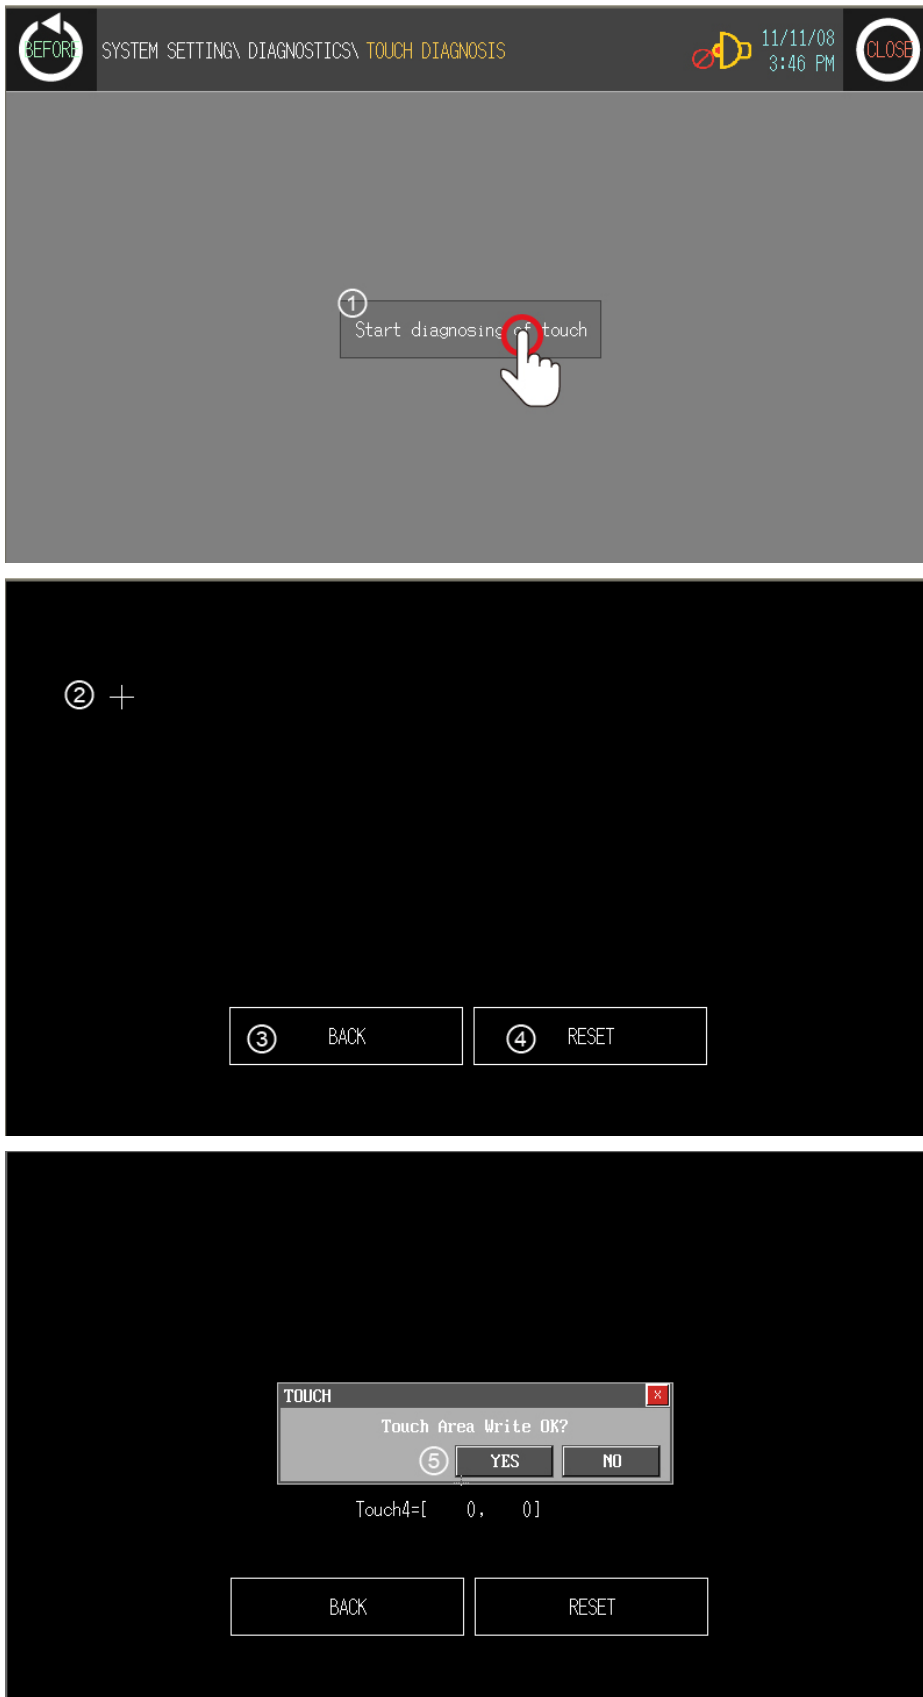 BEFORE
SYSTEM SETTING\ DIAGNOSTICS\ TOUCH DIAGNOSIS
11/11/08
3:46 PM
CLOSE
1
Start diagnosing of touch
2
3 BACK
4 RESET
TOUCH
X
Touch Area Write OK?
5 YES
NO
Touch4=[ 0, 0]
BACK
RESET